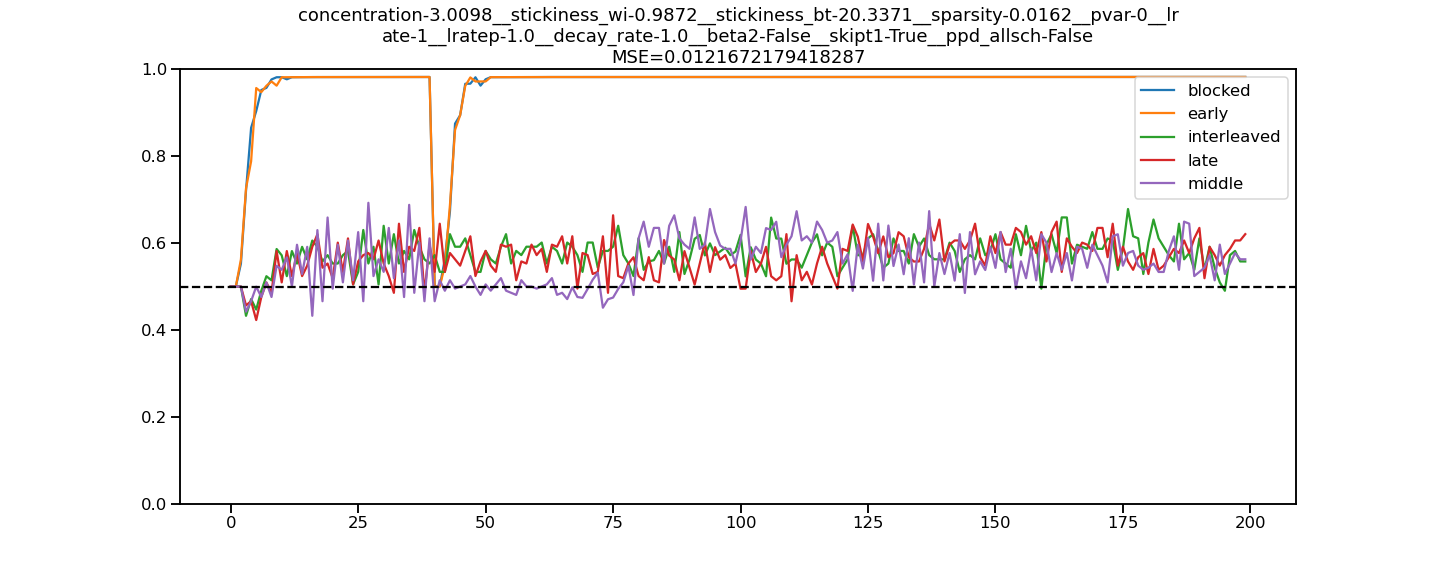 concentration-3.0098__stickiness_wi-0.9872__stickiness_bt-20.3371__sparsity-0.0162__pvar-0__lr
ate-1__lratep-1.0__decay_rate-1.0__beta2-False__skipt1-True__ppd_allsch-False
MSE=0.0121672179418287
1.0
0.8
0.6
0.4
0.2
0.0
blocked
early
interleaved
late
middle
0 25 50 75 100 125 150 175 200